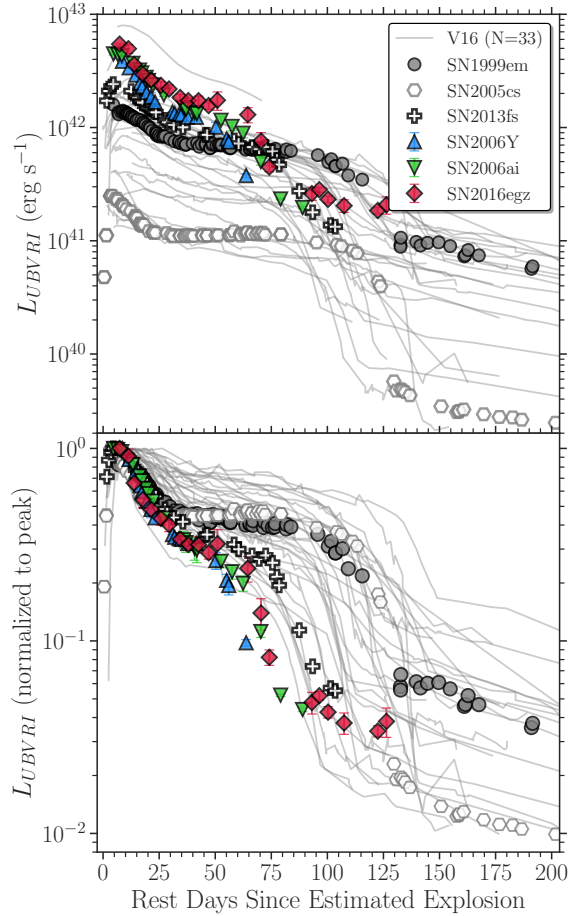 10^43
10^42
10^41
10^40
L_UBVRI (erg s^−1)
V16 (N=33)
SN1999em
SN2005cs
SN2013fs
SN2006Y
SN2006ai
SN2016egz
10^0
10^−1
10^−2
L_UBVRI (normalized to peak)
0 25 50 75 100 125 150 175 200
Rest Days Since Estimated Explosion